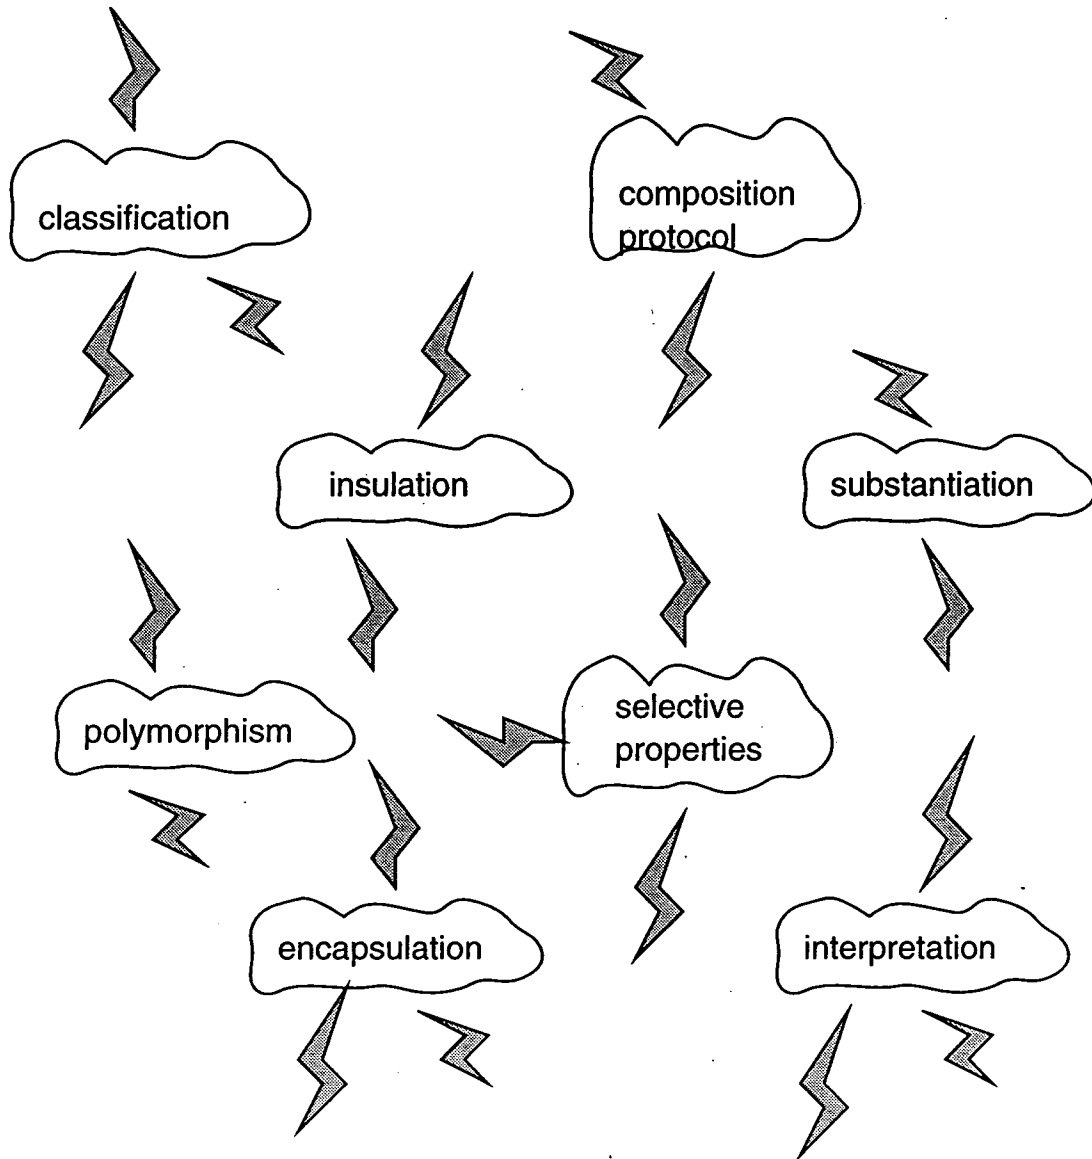 classification
composition
protocol
insulation
substantiation
polymorphism
selective
properties
encapsulation
interpretation